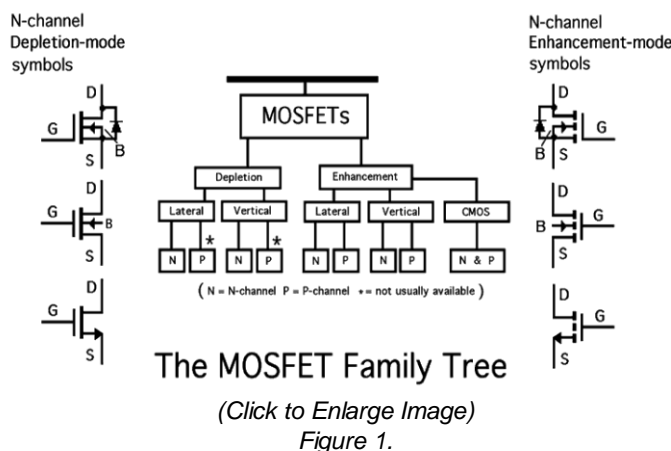 N-channel
Depletion-mode
symbols
N-channel
Enhancement-mode
symbols
D
G
B
S
D
G
B
S
D
G
S
MOSFETs
Depletion
Enhancement
Lateral
Vertical
Lateral
Vertical
CMOS
*
*
N
P
N
P
N
P
N
P
N & P
( N = N-channel P = P-channel * = not usually available )
D
G
B
S
D
B
G
S
D
G
S
The MOSFET Family Tree
(Click to Enlarge Image)
Figure 1.